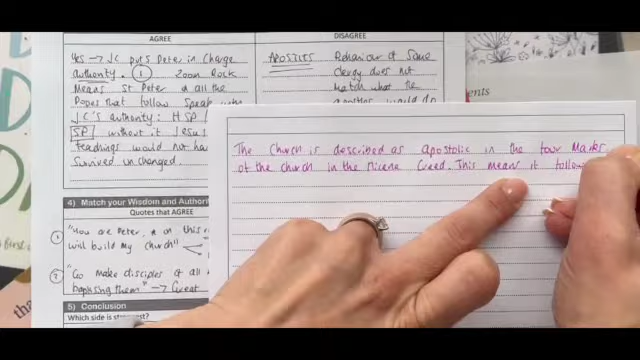 AGREE
DISAGREE
Yes → JC puts Peter in Charge
authority. ① Zoom Rock
Means St Peter & all the
Popes that follow speak with
JC's authority: HSP
SP without it Jesus
teachings would not
Survived unchanged.
APOSTLES Behaviour of Some
clergy does not
match what the
would do
The Church is described as apostolic in the four Marks
of the church in the Nicene Creed. This means it follow
4) Match your Wisdom and Authority
Quotes that AGREE
① "You are Peter, & on this
will build my church"
② "Go make disciples of all
baptising them" → Great
5) Conclusion
Which side is